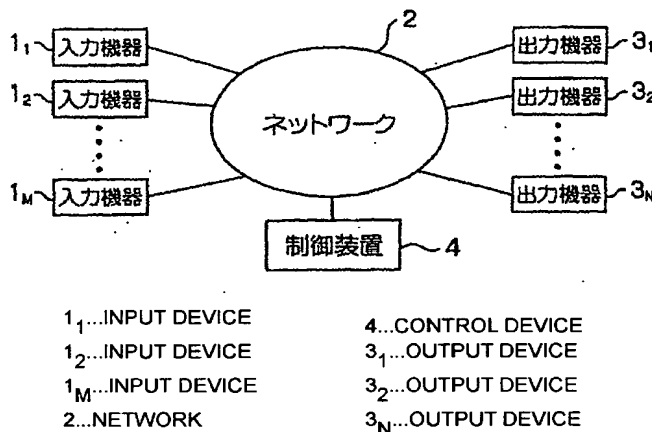 2
1₁ 入力機器 出力機器 3₁
1₂ 入力機器 出力機器 3₂
ネットワーク
1M 入力機器 出力機器 3N
制御装置 4
1₁...INPUT DEVICE
1₂...INPUT DEVICE
1M...INPUT DEVICE
2...NETWORK
4...CONTROL DEVICE
3₁...OUTPUT DEVICE
3₂...OUTPUT DEVICE
3N...OUTPUT DEVICE